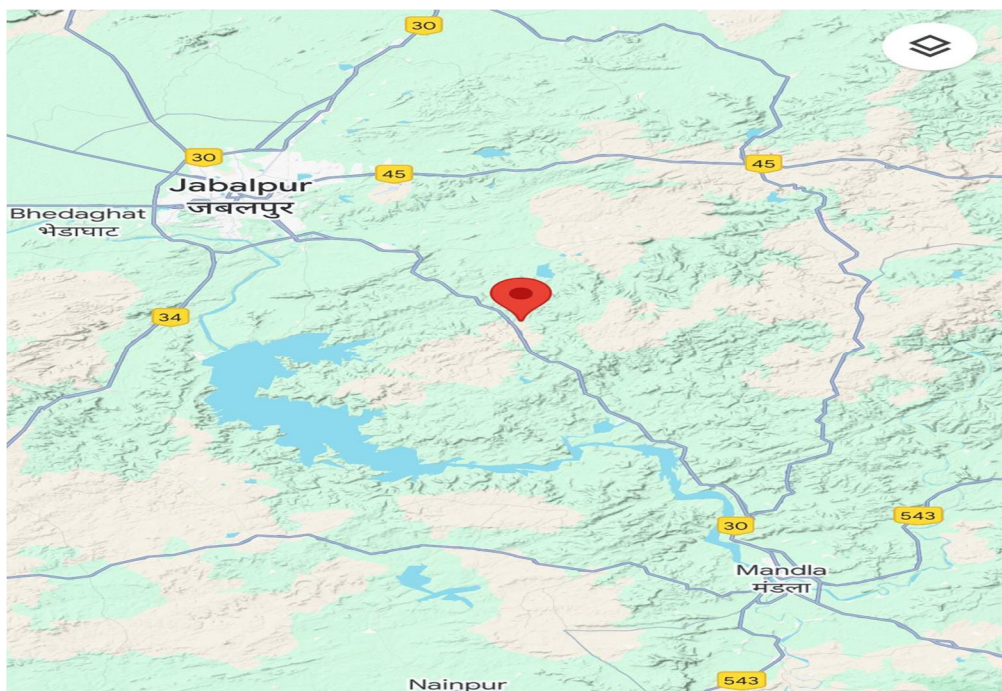 30
30
45
45
Jabalpur
जबलपुर
Bhedaghat
भेडाघाट
34
30
543
Mandla
मंडला
543
Nainpur